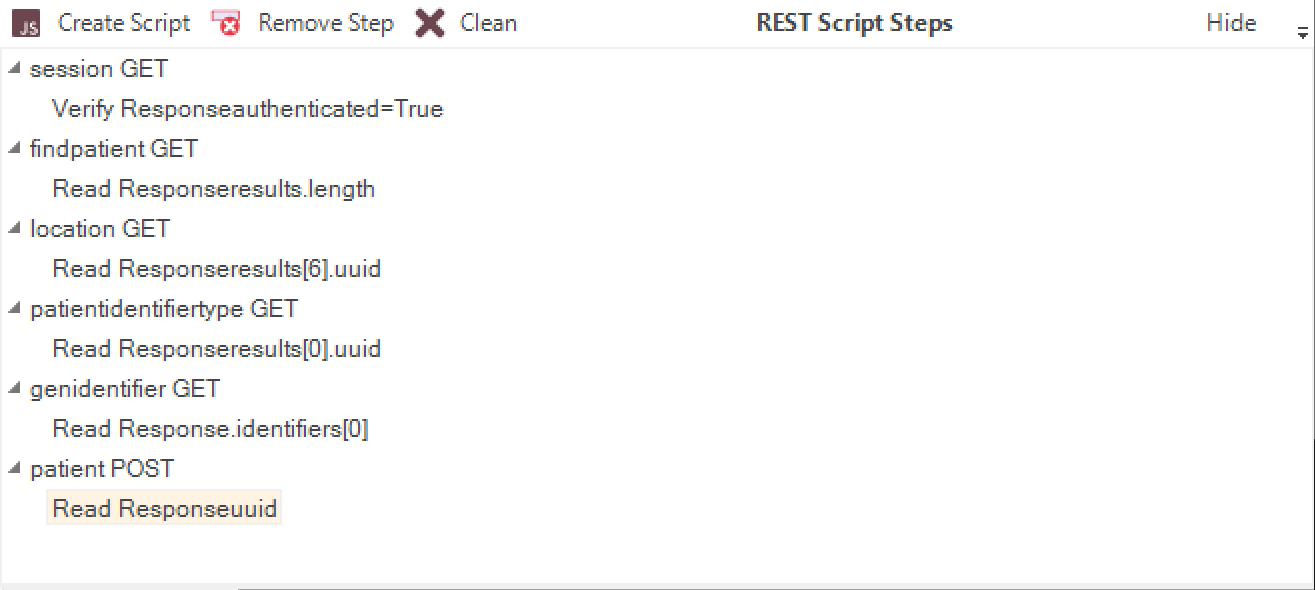 JS Create Script Remove Step Clean REST Script Steps Hide
session GET
Verify Responseauthenticated=True
findpatient GET
Read Responseresults.length
location GET
Read Responseresults[6].uuid
patientidentifiertype GET
Read Responseresults[0].uuid
genidentifier GET
Read Response.identifiers[0]
patient POST
Read Responseuuid